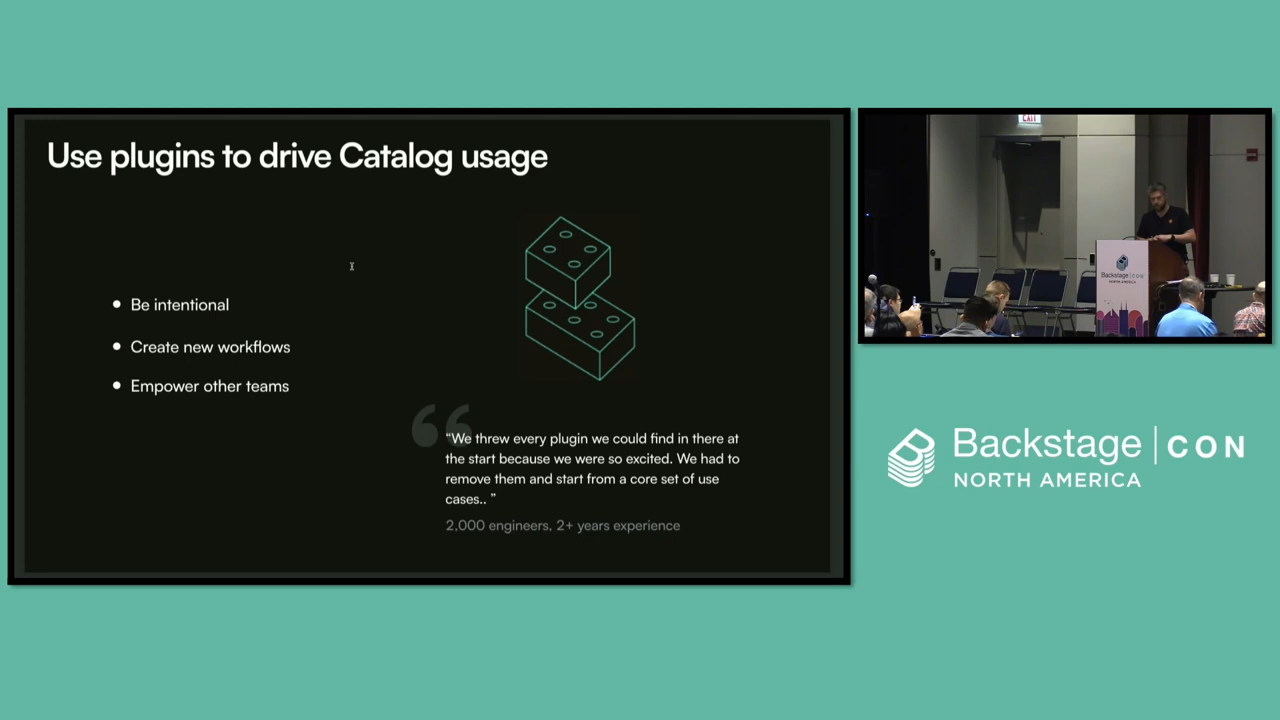 Use plugins to drive Catalog usage
Be intentional
Create new workflows
Empower other teams
“We threw every plugin we could find in there at
the start because we were so excited. We had to
remove them and start from a core set of use
cases.. ”
2,000 engineers, 2+ years experience
EXIT
Backstage CON
NORTH AMERICA
Backstage CON
NORTH AMERICA